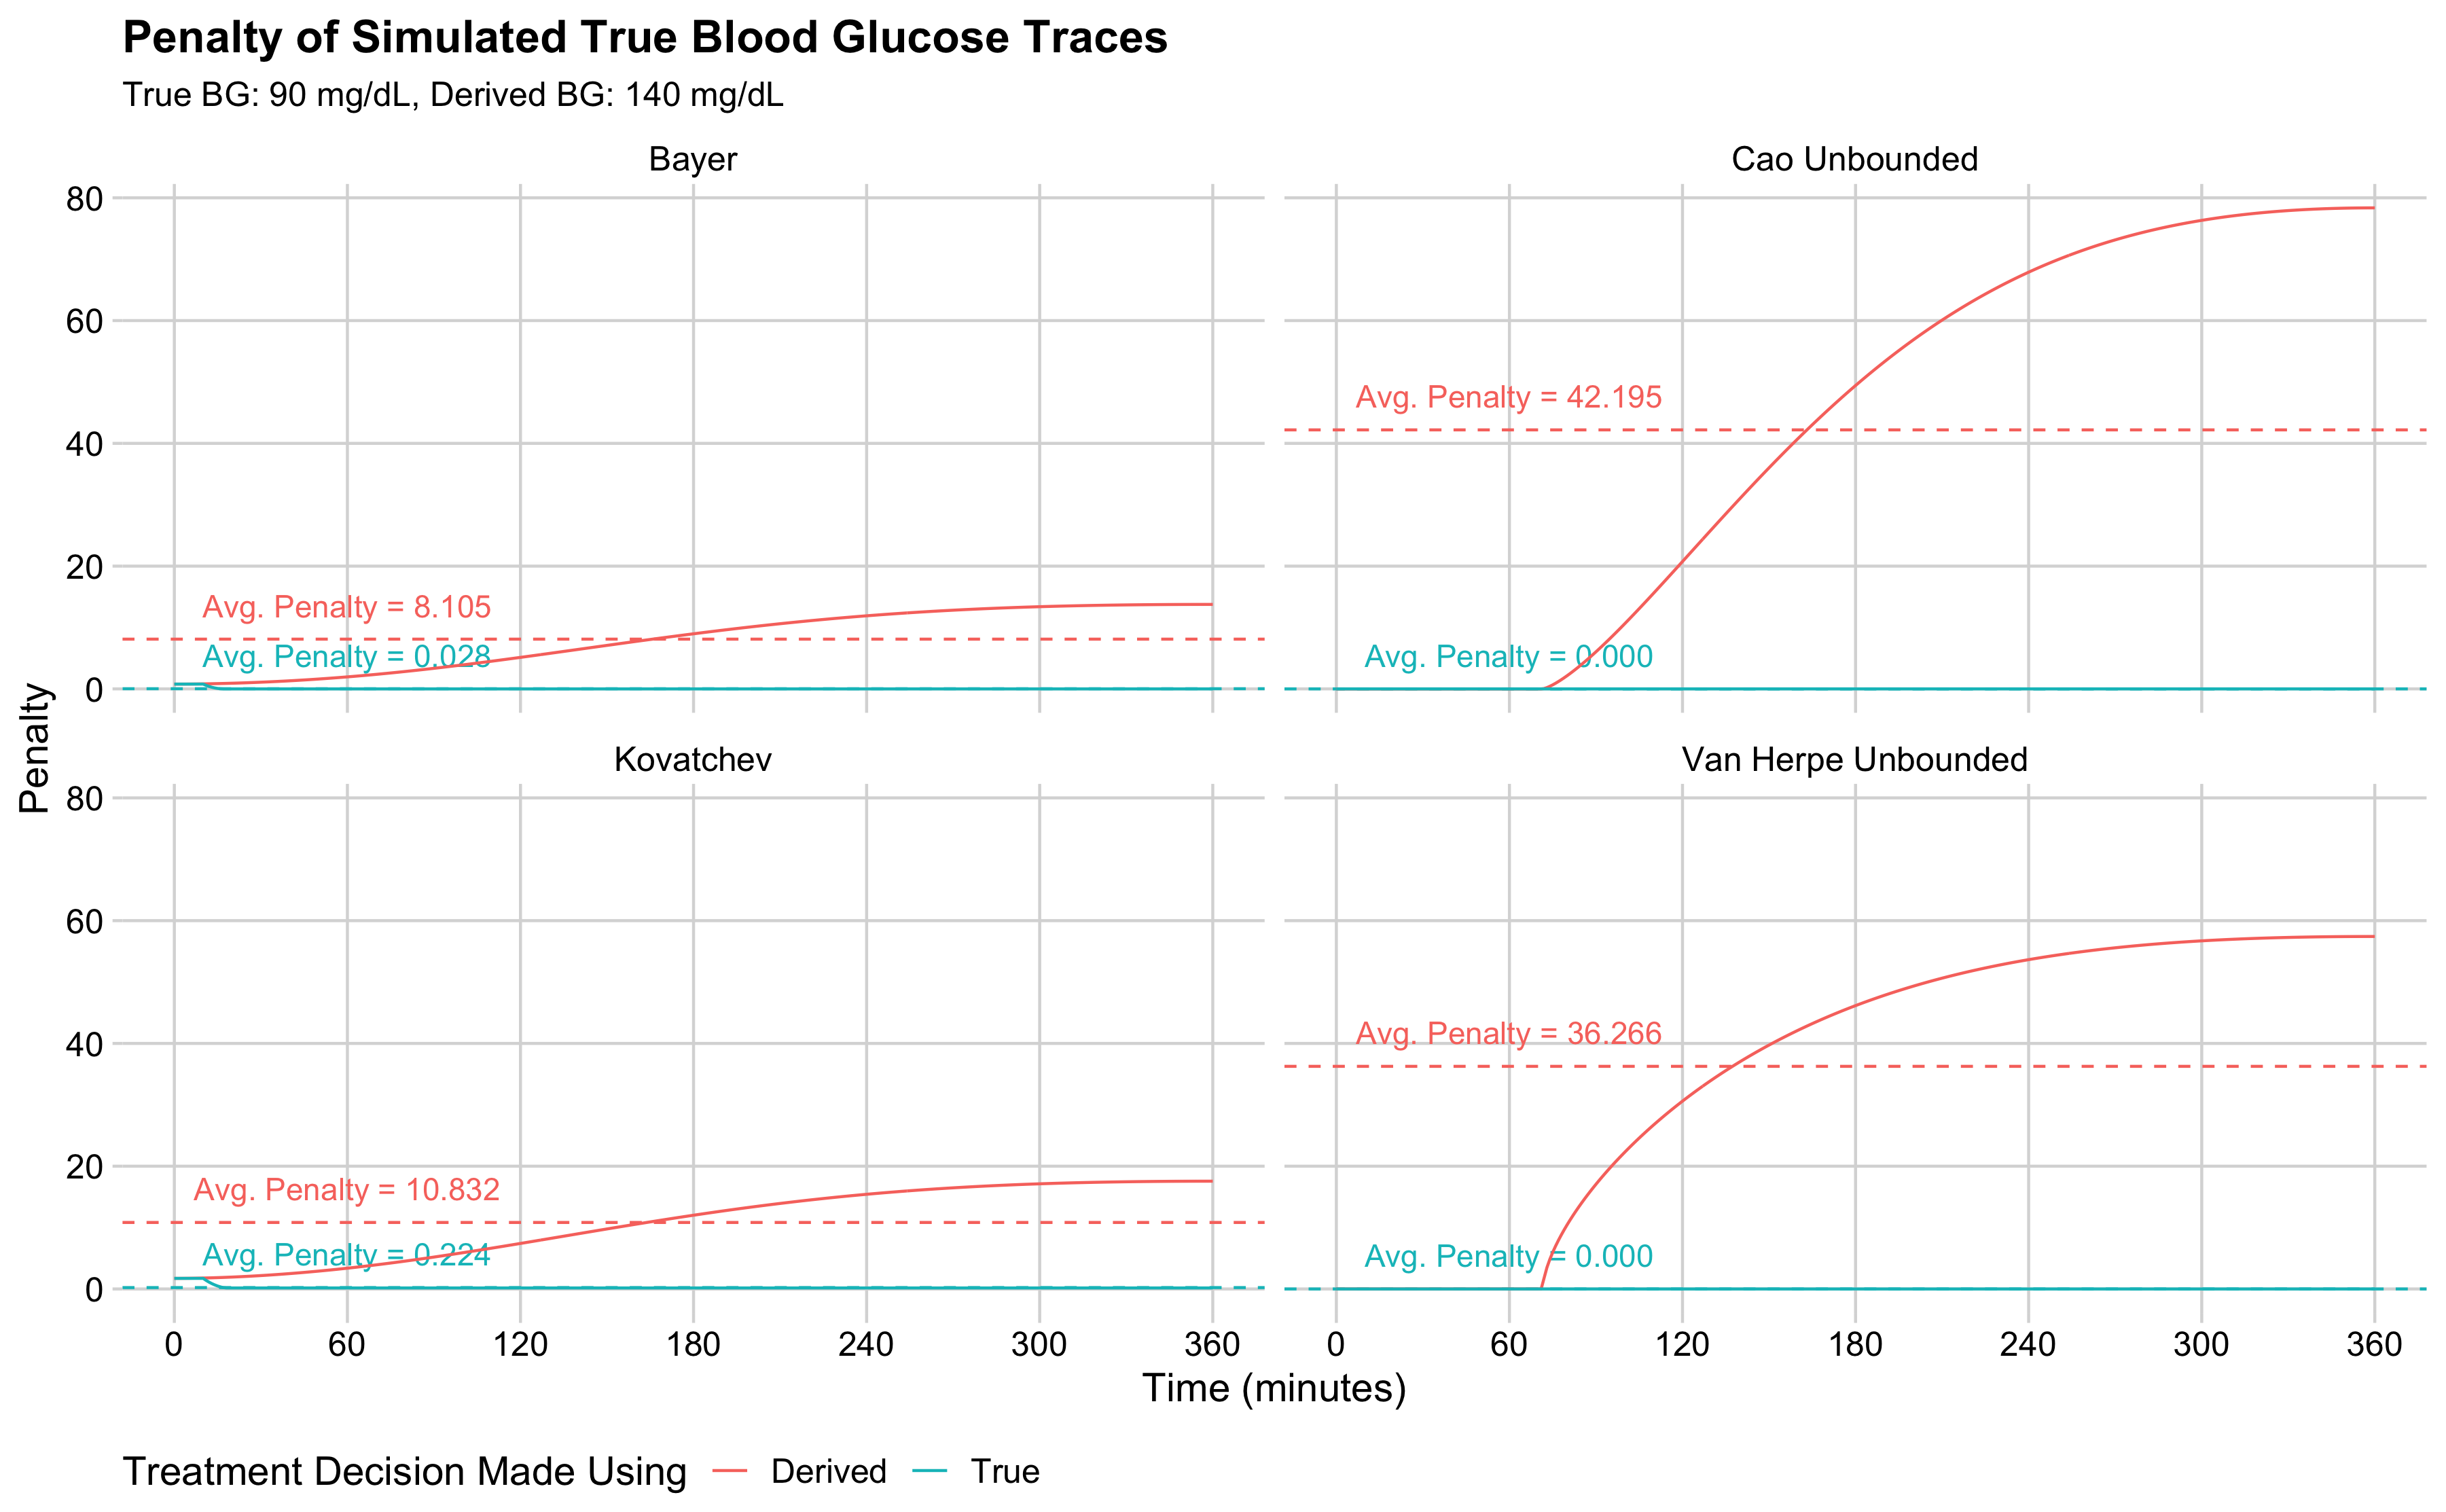 Penalty of Simulated True Blood Glucose Traces
True BG: 90 mg/dL, Derived BG: 140 mg/dL
Bayer
Cao Unbounded
80
60
40
20
0
Avg. Penalty = 8.105
Avg. Penalty = 0.028
Avg. Penalty = 42.195
Avg. Penalty = 0.000
Penalty
Kovatchev
Van Herpe Unbounded
80
60
40
20
0
Avg. Penalty = 10.832
Avg. Penalty = 0.224
Avg. Penalty = 36.266
Avg. Penalty = 0.000
0 60 120 180 240 300 360
0 60 120 180 240 300 360
Time (minutes)
Treatment Decision Made Using Derived True